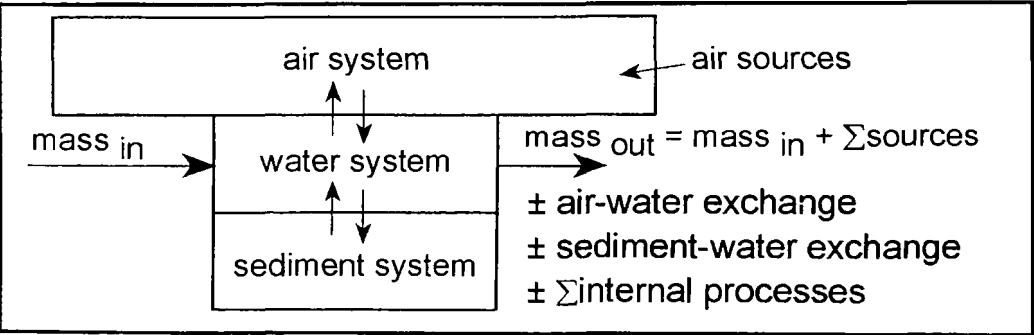 air system
air sources
mass in
water system
mass out = mass in + ∑sources
± air-water exchange
± sediment-water exchange
± ∑internal processes
sediment system